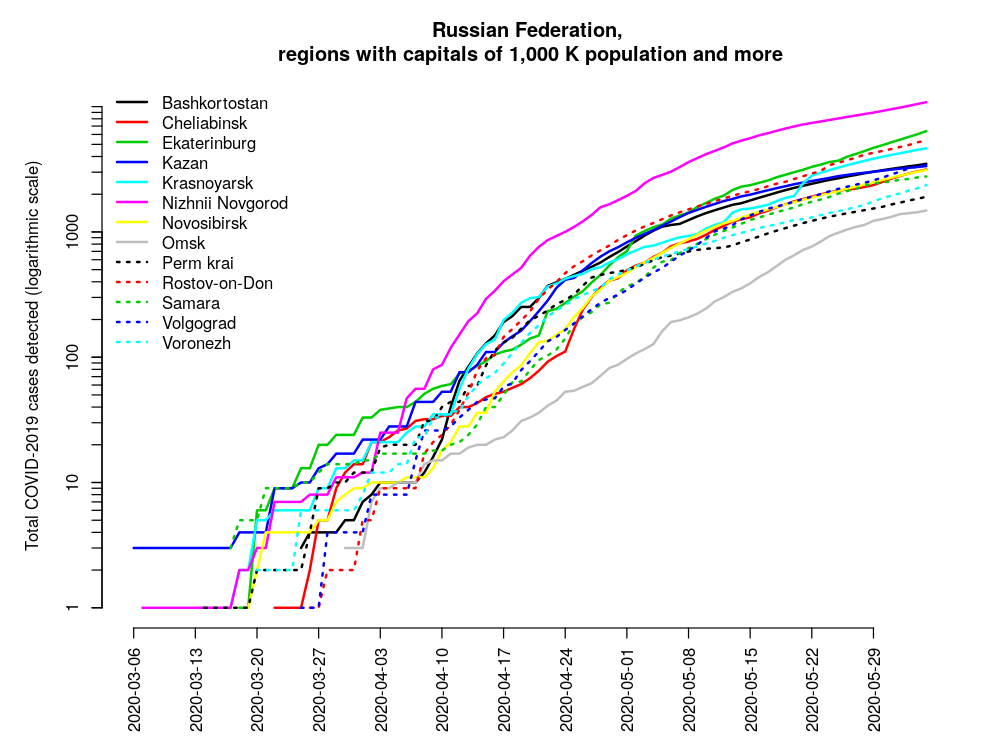 Russian Federation,
regions with capitals of 1,000 K population and more
Total COVID-2019 cases detected (logarithmic scale)
1000
100
10
1
Bashkortostan
Cheliabinsk
Ekaterinburg
Kazan
Krasnoyarsk
Nizhnii Novgorod
Novosibirsk
Omsk
Perm krai
Rostov-on-Don
Samara
Volgograd
Voronezh
2020-03-06
2020-03-13
2020-03-20
2020-03-27
2020-04-03
2020-04-10
2020-04-17
2020-04-24
2020-05-01
2020-05-08
2020-05-15
2020-05-22
2020-05-29